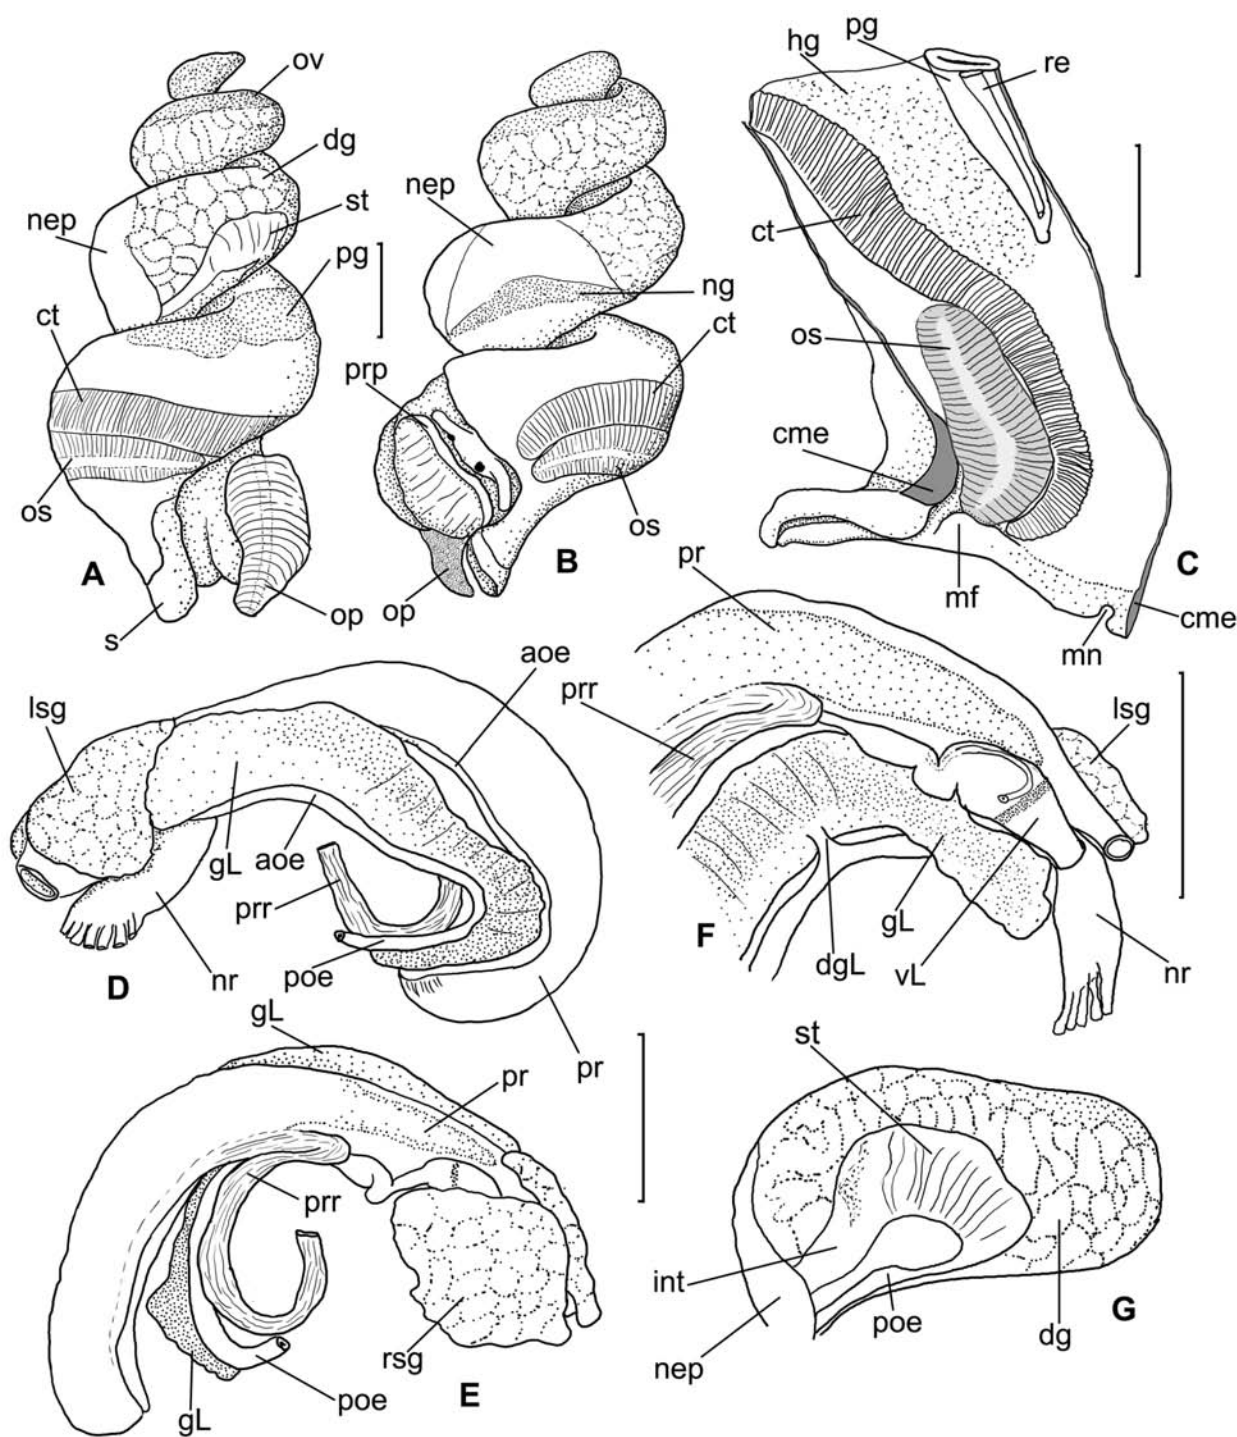 ov
dg
nep
st
pg
ct
os
A
s
op
nep
ng
ct
prp
os
B
op
pg
hg
re
ct
os
cme
C
mf
cme
mn
lsg
aoe
gL
aoe
prr
poe
nr
D
pr
pr
prr
lsg
F
gL
dgL
vL
nr
gL
pr
prr
rsg
poe
E
gL
st
int
poe
G
dg
nep